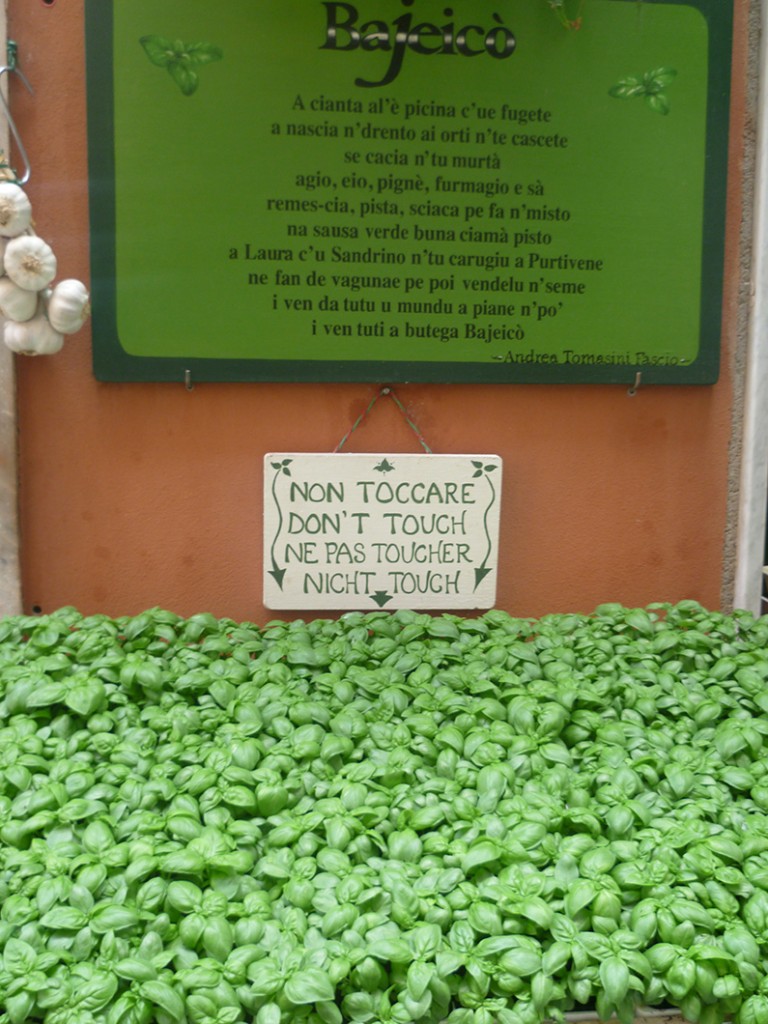 Bajeicò
A cianta al'è picina c'ue fugete
a nascia n'drento ai orti n'te cascete
se cacia n'tu murtà
agio, eio, pignè, furmagio e sà
remes-cia, pista, sciaca pe fa n'misto
na sausa verde buna ciamà pisto
a Laura c'u Sandrino n'tu carugiu a Purtivene
ne fan de vagunae pe poi vendelu n'seme
i ven da tutu u mundu a piane n'po'
i ven tuti a butega Bajeicò
~Andrea Tomasini Fascio~
NON TOCCARE
DON'T TOUCH
NE PAS TOUCHER
NICHT TOUCH